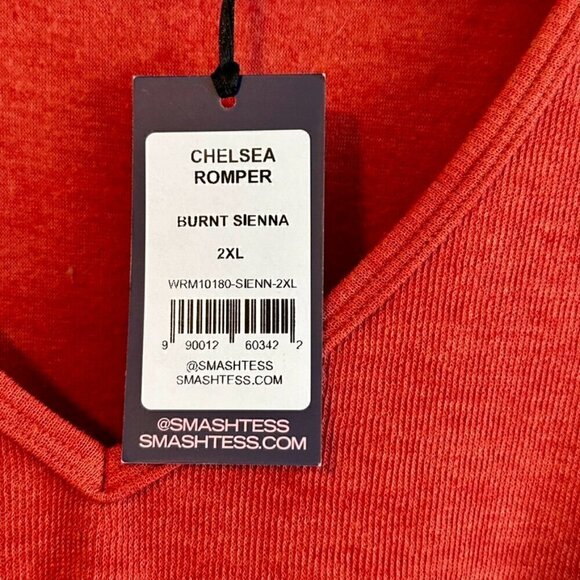 CHELSEA
ROMPER
BURNT SIENNA
2XL
WRM10180-SIENN-2XL
9 90012 60342 2
@SMASHTESS
SMASHTESS.COM
@SMASHTESS
SMASHTESS.COM